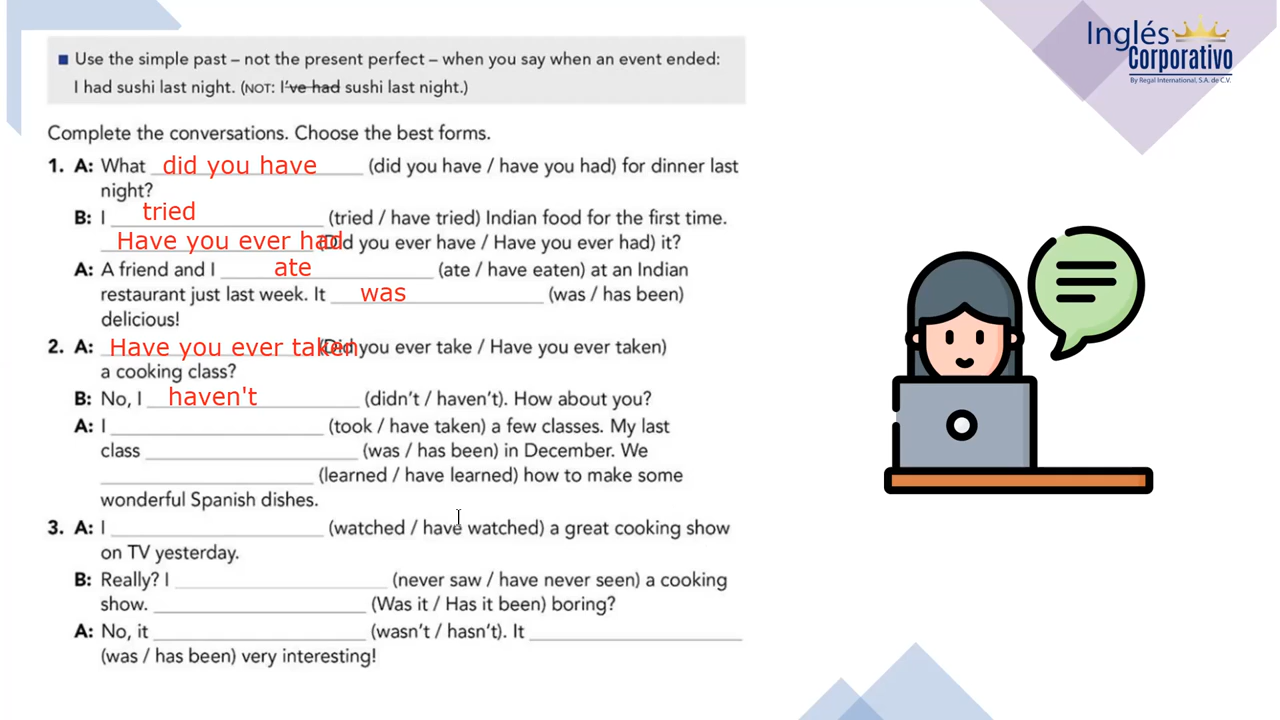 Inglés
Corporativo
By Regal International, S.A. de C.V.
■ Use the simple past – not the present perfect – when you say when an event ended:
I had sushi last night. (NOT: I've had sushi last night.)
Complete the conversations. Choose the best forms.
1. A: What did you have (did you have / have you had) for dinner last
night?
B: I tried (tried / have tried) Indian food for the first time.
Have you ever had (Did you ever have / Have you ever had) it?
A: A friend and I ate (ate / have eaten) at an Indian
restaurant just last week. It was (was / has been)
delicious!
2. A: Have you ever taken (Did you ever take / Have you ever taken)
a cooking class?
B: No, I haven't (didn't / haven't). How about you?
A: I ____ (took / have taken) a few classes. My last
class ____ (was / has been) in December. We
____ (learned / have learned) how to make some
wonderful Spanish dishes.
3. A: I ____ (watched / have watched) a great cooking show
on TV yesterday.
B: Really? I ____ (never saw / have never seen) a cooking
show. ____ (Was it / Has it been) boring?
A: No, it ____ (wasn't / hasn't). It ____
(was / has been) very interesting!